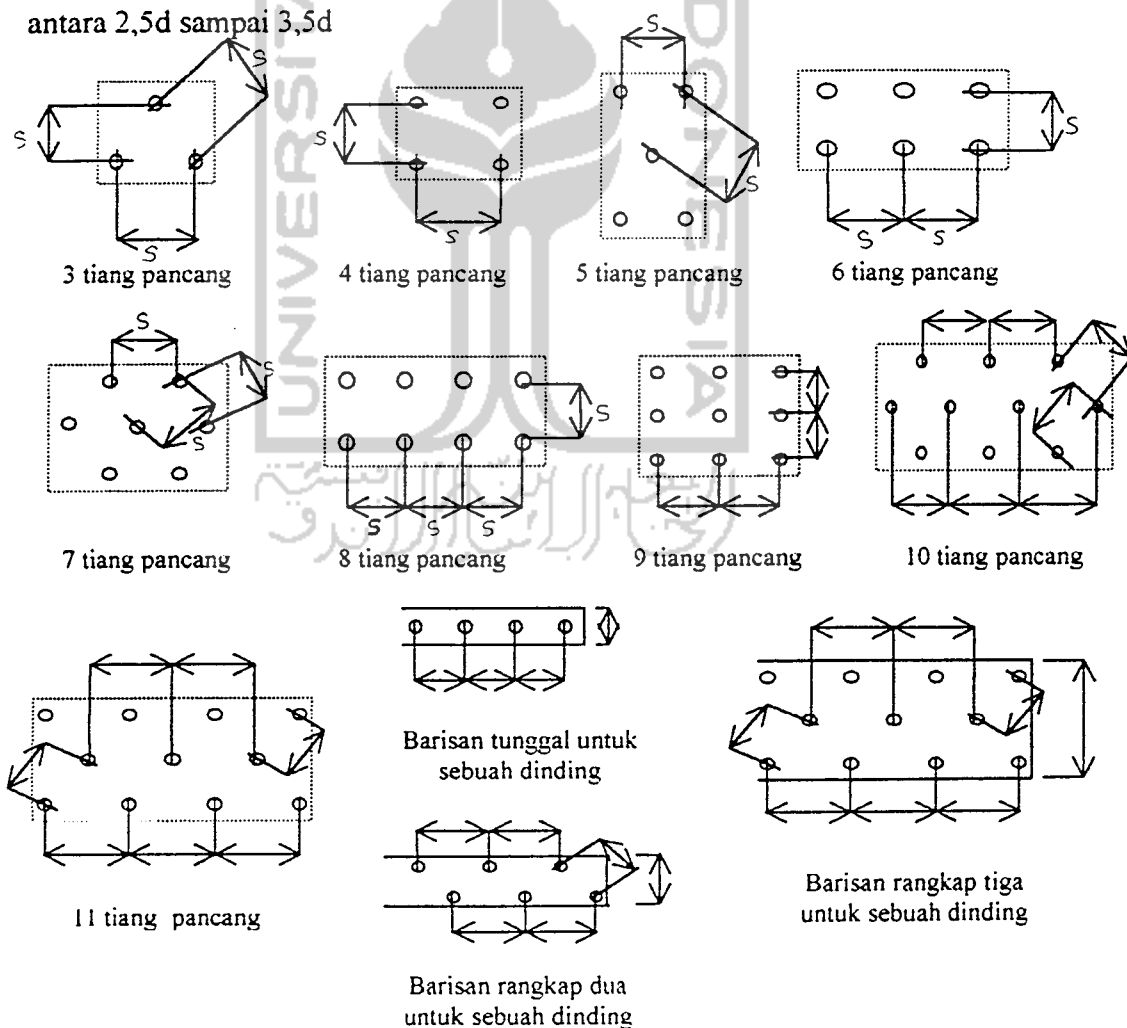 antara 2,5d sampai 3,5d
S
S
S
3 tiang pancang
S
S
4 tiang pancang
S
S
5 tiang pancang
S
S
S
6 tiang pancang
S
S
S
7 tiang pancang
S
S
S
S
8 tiang pancang
9 tiang pancang
10 tiang pancang
11 tiang pancang
Barisan tunggal untuk
sebuah dinding
Barisan rangkap dua
untuk sebuah dinding
Barisan rangkap tiga
untuk sebuah dinding